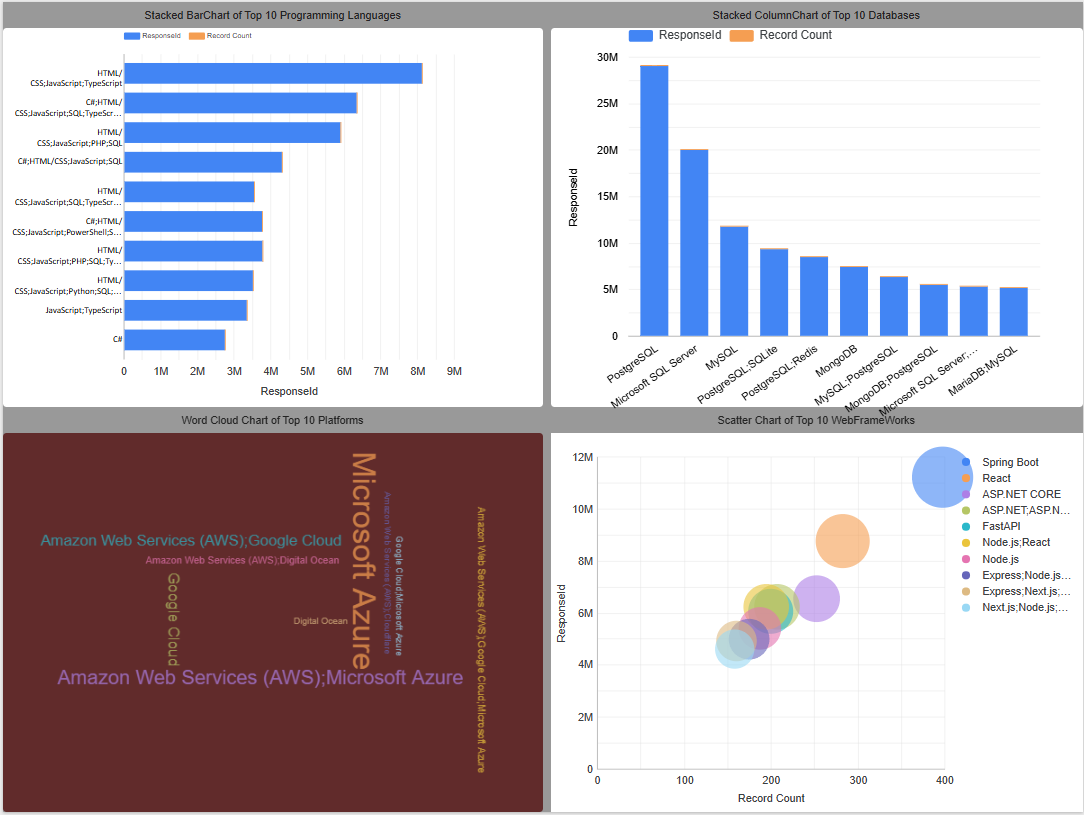 Stacked BarChart of Top 10 Programming Languages
ResponseId Record Count
HTML/
CSS;JavaScript;TypeScript
C#;HTML/
CSS;JavaScript;SQL;TypeScr…
HTML/
CSS;JavaScript;PHP;SQL
C#;HTML/CSS;JavaScript;SQL
HTML/
CSS;JavaScript;SQL;TypeScr…
C#;HTML/
CSS;JavaScript;PowerShell;S…
HTML/
CSS;JavaScript;PHP;SQL;Ty…
HTML/
CSS;JavaScript;Python;SQL;…
JavaScript;TypeScript
C#
0 1M 2M 3M 4M 5M 6M 7M 8M 9M
ResponseId
Stacked ColumnChart of Top 10 Databases
ResponseId Record Count
30M
25M
20M
15M
10M
5M
0
ResponseId
PostgreSQL
Microsoft SQL Server
MySQL
PostgreSQL;SQLite
PostgreSQL;Redis
MongoDB
MySQL;PostgreSQL
MongoDB;PostgreSQL
Microsoft SQL Server;…
MariaDB;MySQL
Word Cloud Chart of Top 10 Platforms
Microsoft Azure
Amazon Web Services (AWS);Cloudflare
Google Cloud;Microsoft Azure
Amazon Web Services (AWS);Google Cloud;Microsoft Azure
Amazon Web Services (AWS);Google Cloud
Amazon Web Services (AWS);Digital Ocean
Google Cloud
Digital Ocean
Amazon Web Services (AWS);Microsoft Azure
Scatter Chart of Top 10 WebFrameWorks
12M
10M
8M
6M
4M
2M
0
ResponseId
0 100 200 300 400
Record Count
Spring Boot
React
ASP.NET CORE
ASP.NET;ASP.N…
FastAPI
Node.js;React
Node.js
Express;Node.js…
Express;Next.js;…
Next.js;Node.js;…